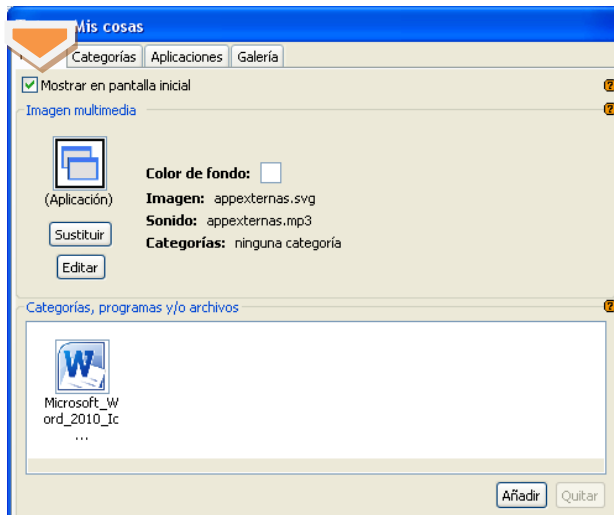 Mis cosas
Categorías Aplicaciones Galería
Mostrar en pantalla inicial
Imagen multimedia
(Aplicación)
Color de fondo:
Imagen: appexternas.svg
Sonido: appexternas.mp3
Categorías: ninguna categoría
Sustituir
Editar
Categorías, programas y/o archivos
W
Microsoft_W
ord_2010_Ic
...
Añadir Quitar